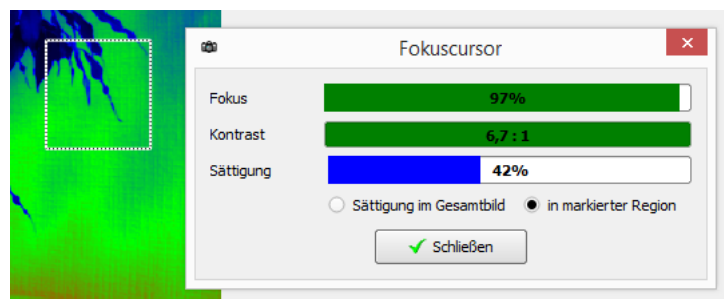 Fokuscursor
Fokus
97%
Kontrast
6,7 : 1
Sättigung
42%
Sättigung im Gesamtbild
in markierter Region
Schließen